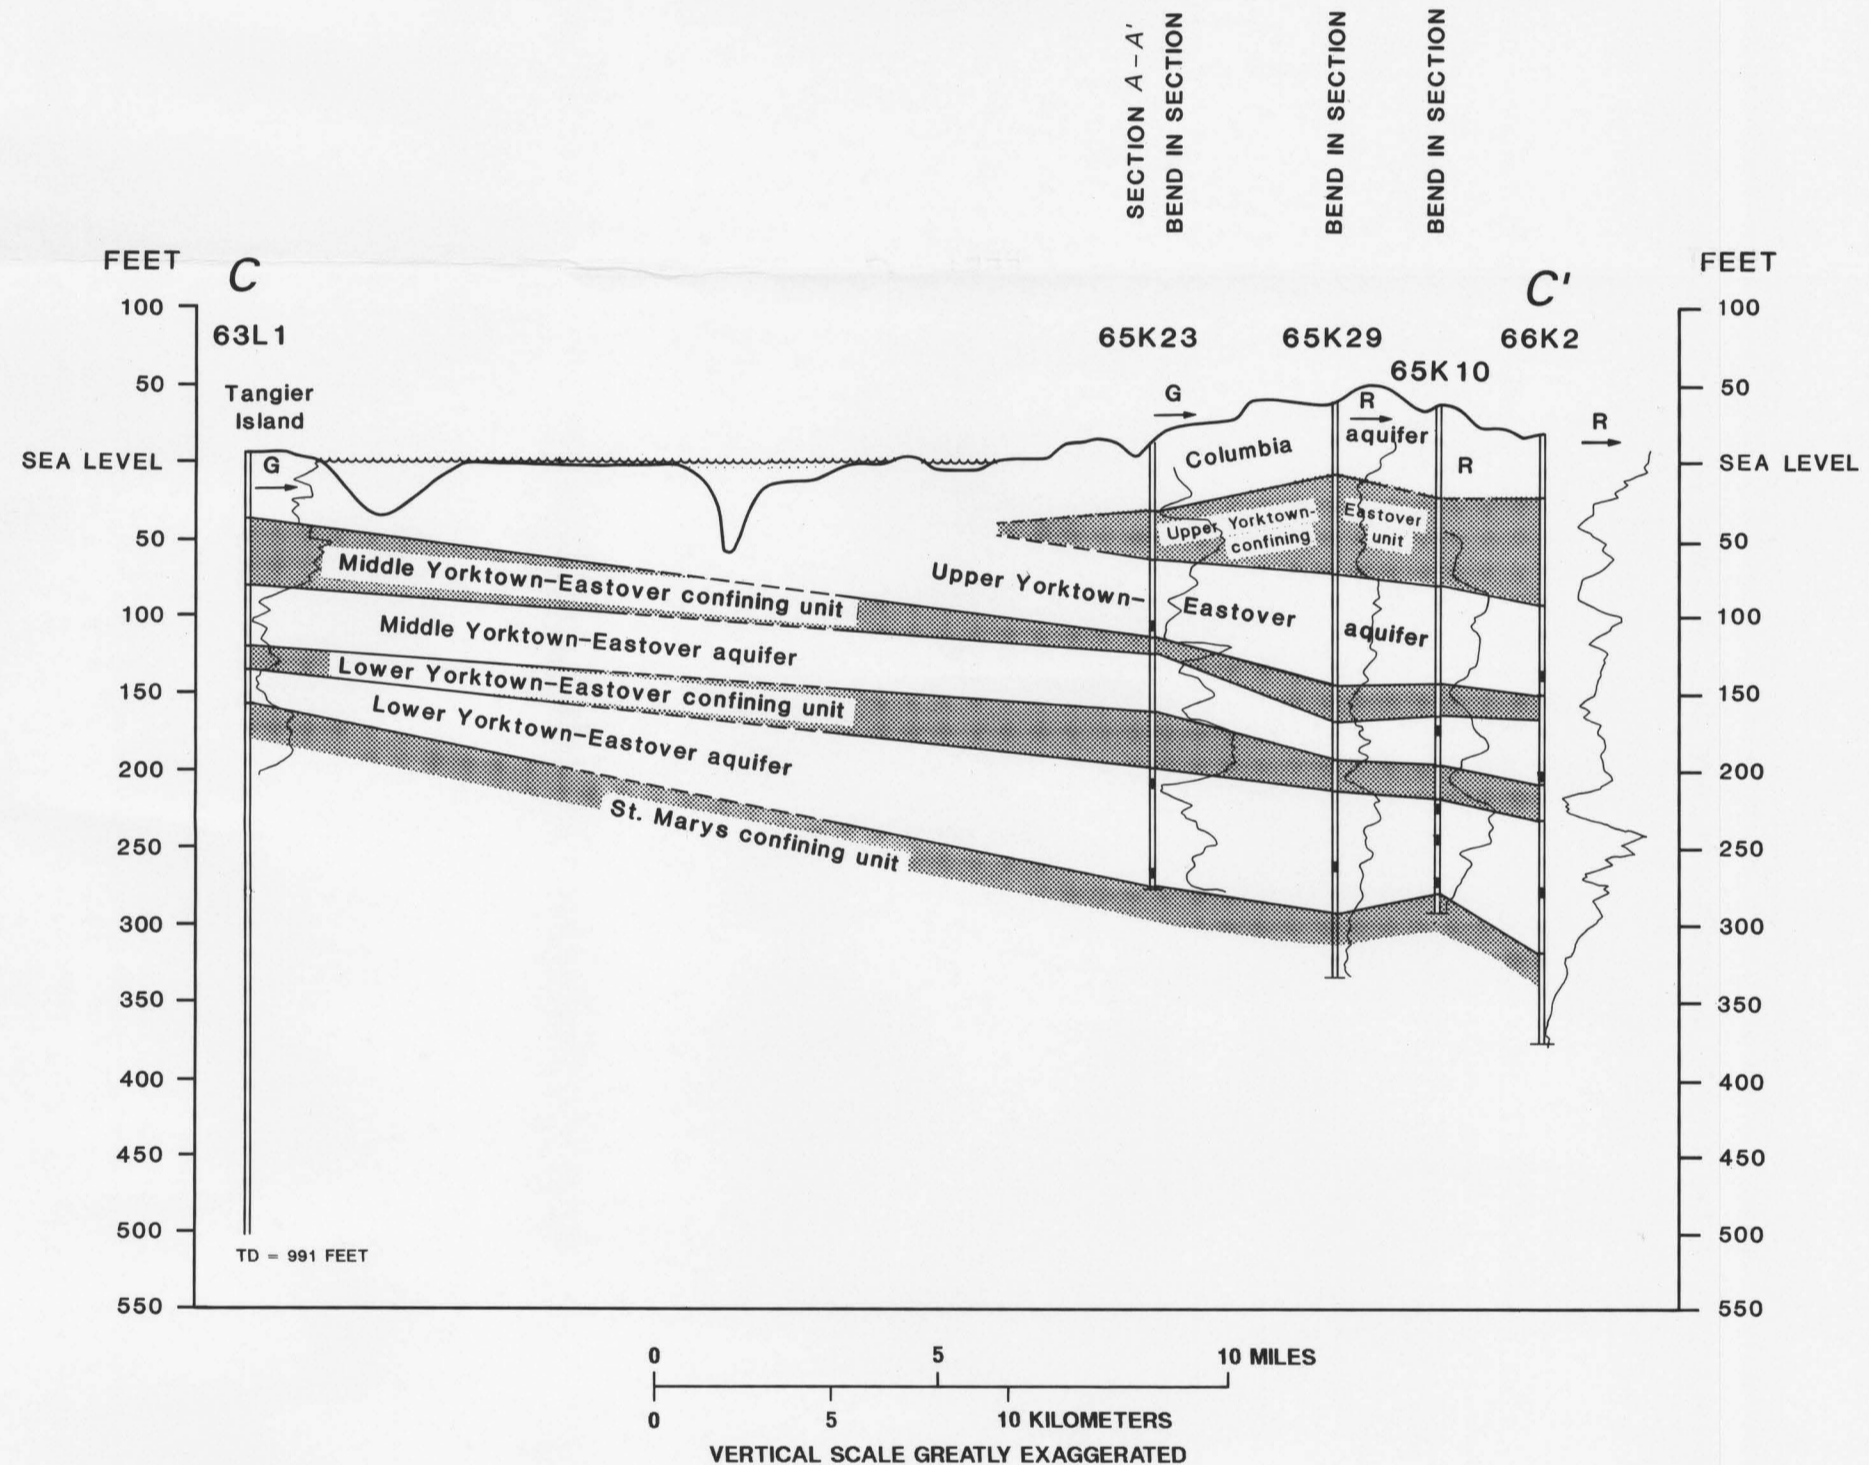 SECTION A-A'
BEND IN SECTION
BEND IN SECTION
BEND IN SECTION
FEET
C
C'
FEET
100
100
63L1
65K23
65K29
66K2
65K10
50
50
Tangier
Island
G
R
R
SEA LEVEL
SEA LEVEL
G
Columbia
aquifer
R
50
50
Upper Yorktown-
Eastover
confining
unit
Middle Yorktown-Eastover confining unit
Upper Yorktown-
Eastover
aquifer
100
100
Middle Yorktown-Eastover aquifer
150
150
Lower Yorktown-Eastover confining unit
Lower Yorktown-Eastover aquifer
200
200
St. Marys confining unit
250
250
300
300
350
350
400
400
450
450
500
500
TD = 991 FEET
550
550
0 5 10 MILES
0 5 10 KILOMETERS
VERTICAL SCALE GREATLY EXAGGERATED